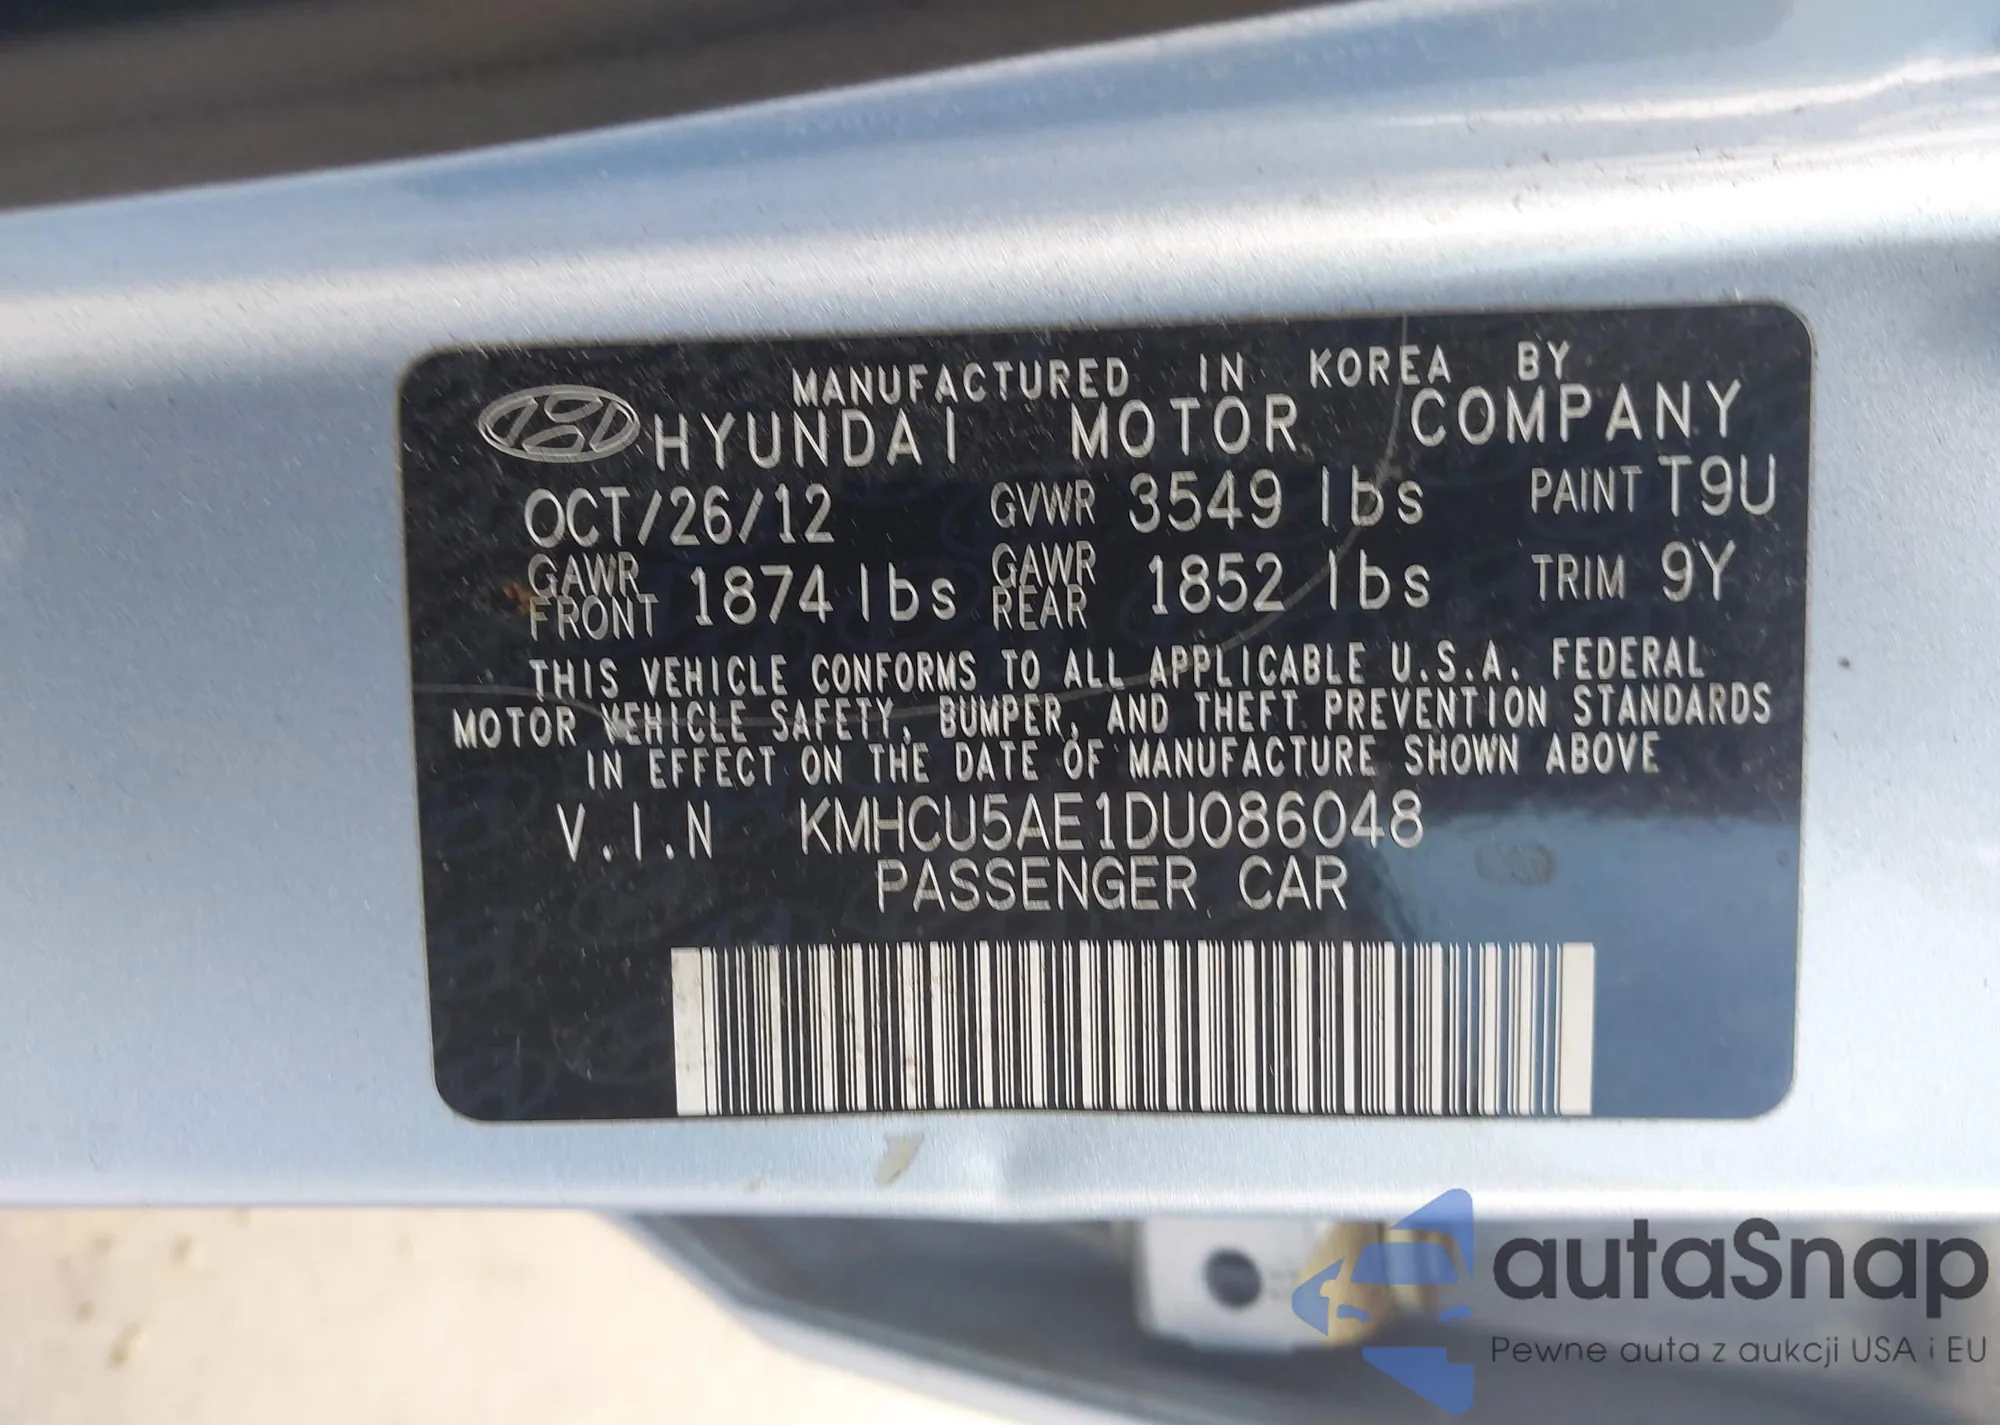 MANUFACTURED IN KOREA BY
HYUNDAI MOTOR COMPANY
OCT/26/12 GVWR 3549 lbs PAINT T9U
GAWR FRONT 1874 lbs GAWR REAR 1852 lbs TRIM 9Y
THIS VEHICLE CONFORMS TO ALL APPLICABLE U.S.A. FEDERAL
MOTOR VEHICLE SAFETY, BUMPER, AND THEFT PREVENTION STANDARDS
IN EFFECT ON THE DATE OF MANUFACTURE SHOWN ABOVE
V.I.N KMHCU5AE1DU086048
PASSENGER CAR
autaSnap
Pewne auta z aukcji USA i EU